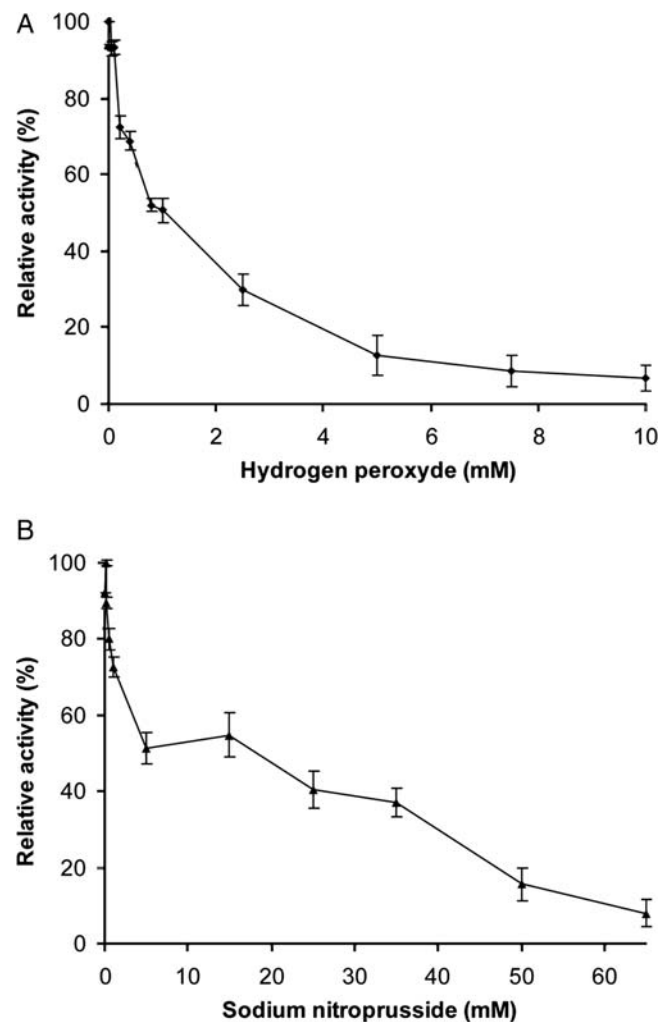 A
Relative activity (%)
100
80
60
40
20
0
0 2 4 6 8 10
Hydrogen peroxyde (mM)
B
Relative activity (%)
100
80
60
40
20
0
0 10 20 30 40 50 60
Sodium nitroprusside (mM)